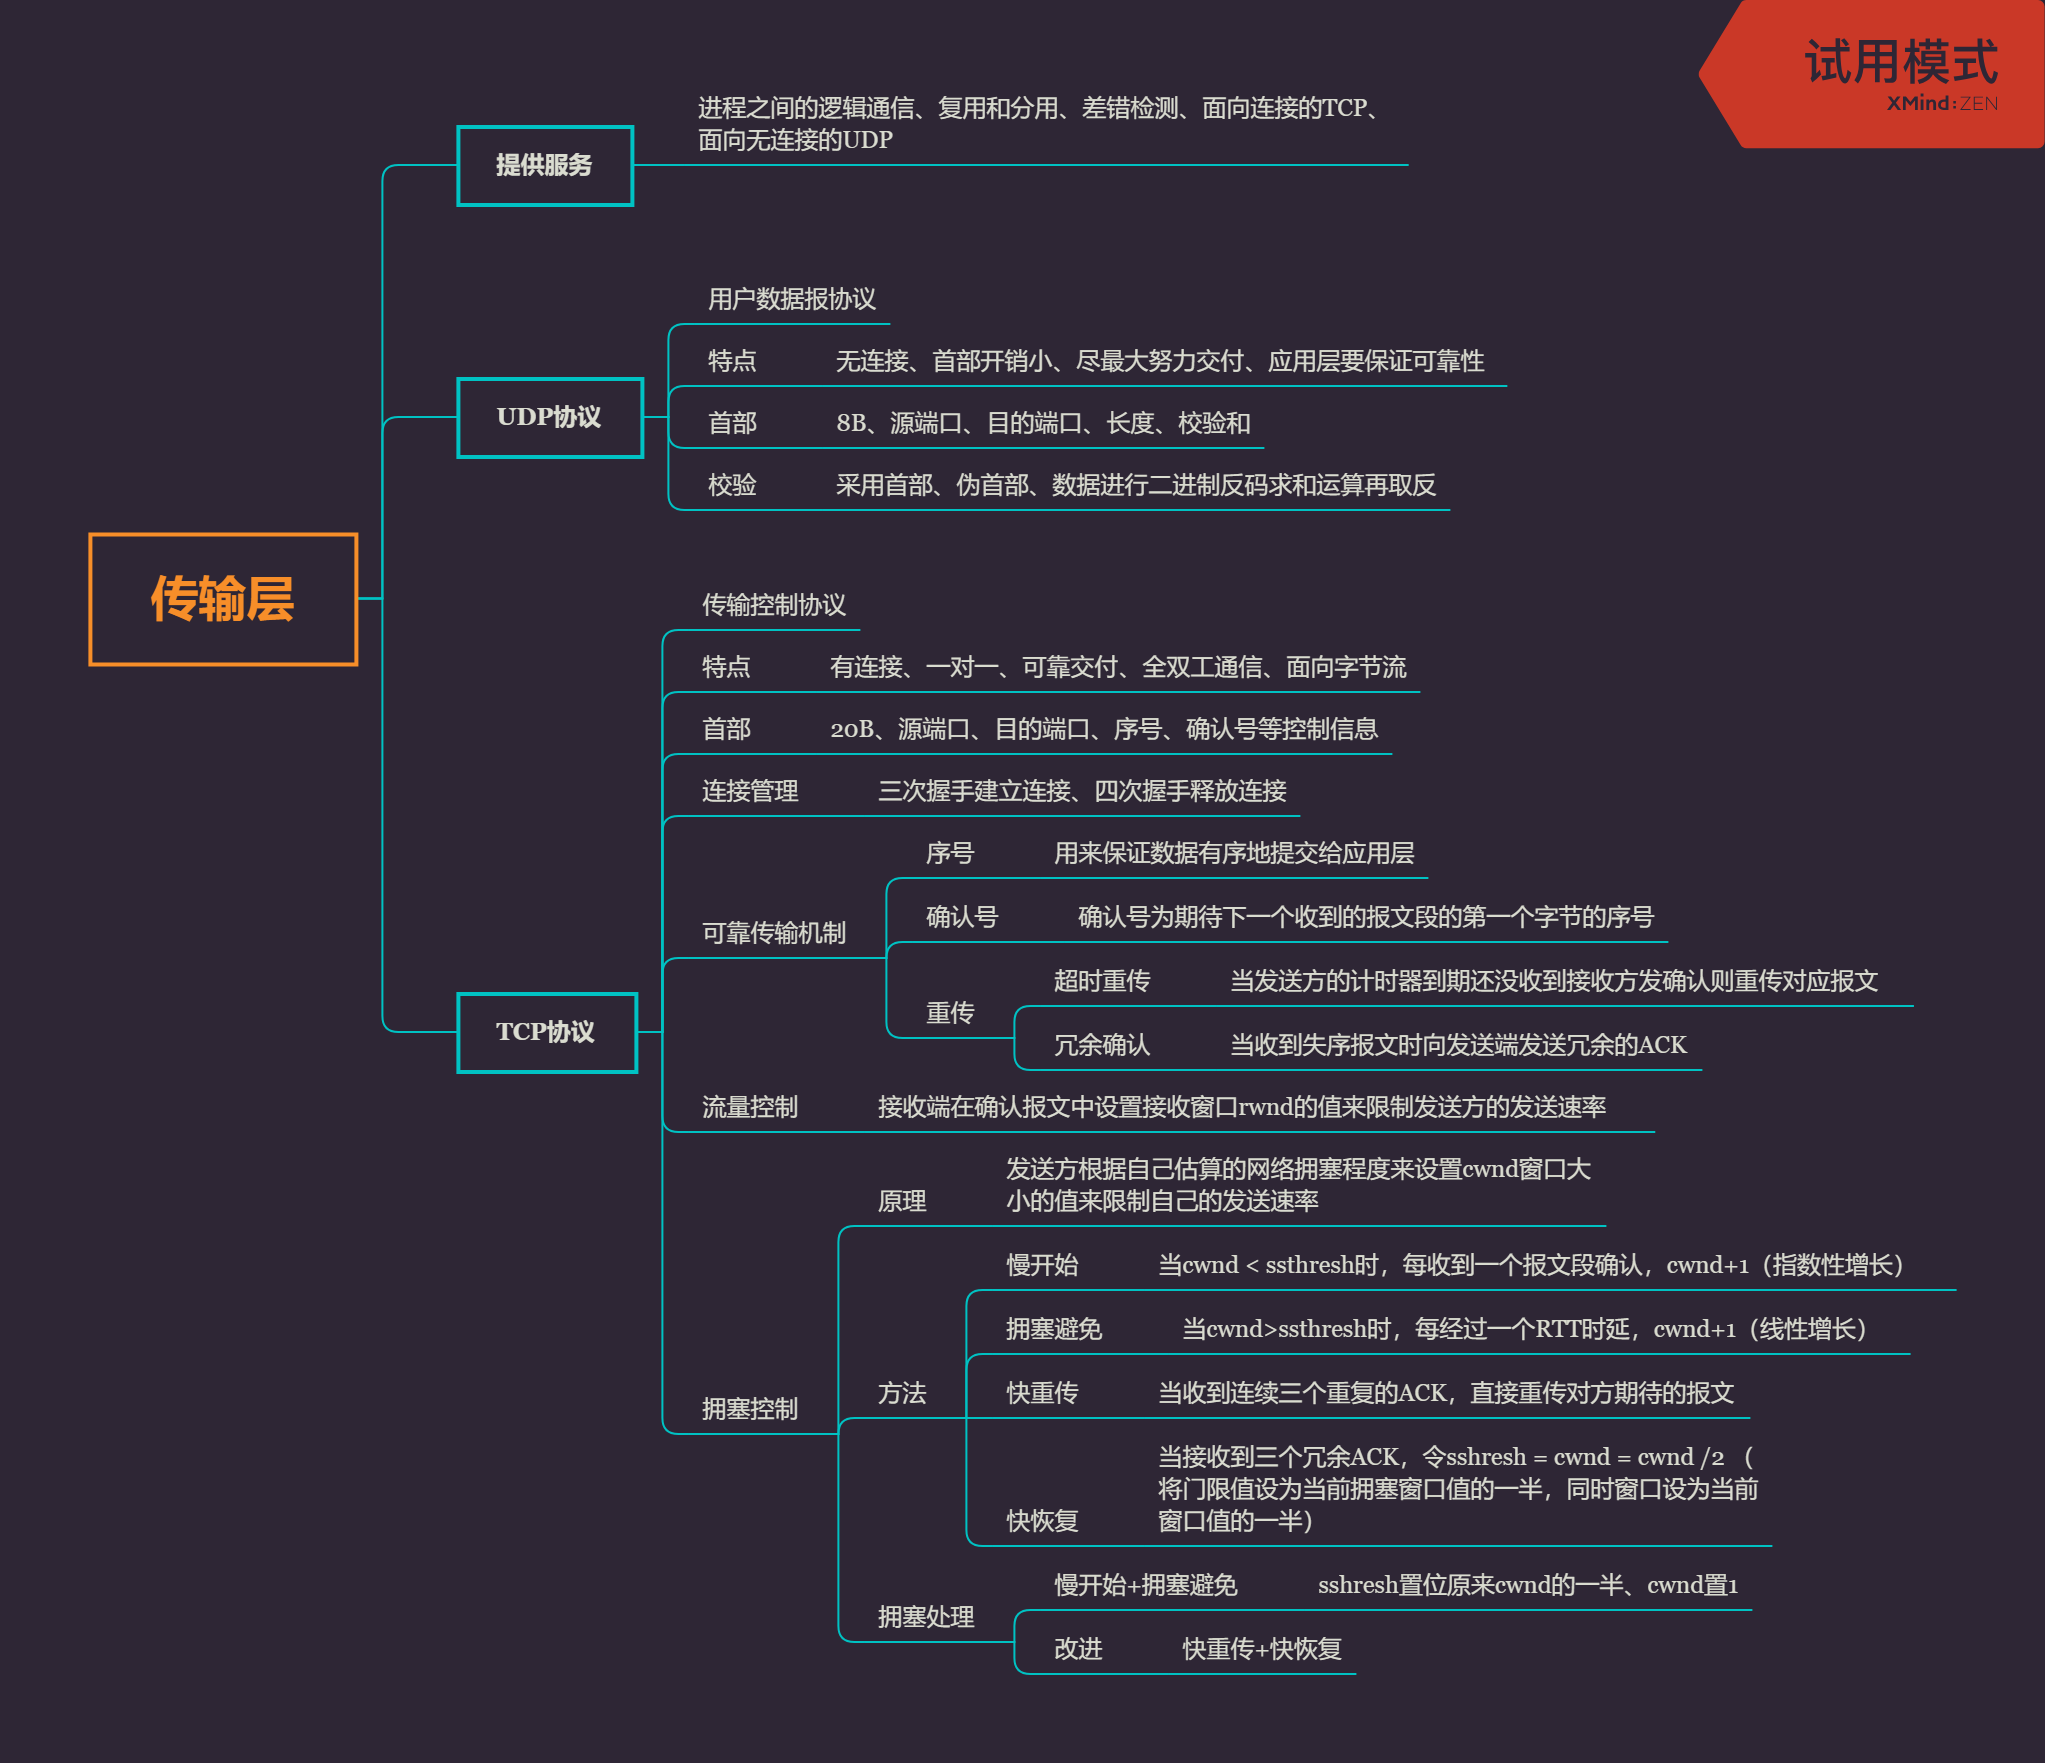 试用模式
XMind:ZEN
进程之间的逻辑通信、复用和分用、差错检测、面向连接的TCP、
面向无连接的UDP
提供服务
用户数据报协议
特点 无连接、首部开销小、尽最大努力交付、应用层要保证可靠性
UDP协议
首部 8B、源端口、目的端口、长度、校验和
校验 采用首部、伪首部、数据进行二进制反码求和运算再取反
传输层
传输控制协议
特点 有连接、一对一、可靠交付、全双工通信、面向字节流
首部 20B、源端口、目的端口、序号、确认号等控制信息
连接管理 三次握手建立连接、四次握手释放连接
序号 用来保证数据有序地提交给应用层
确认号 确认号为期待下一个收到的报文段的第一个字节的序号
可靠传输机制
超时重传 当发送方的计时器到期还没收到接收方发确认则重传对应报文
重传
冗余确认 当收到失序报文时向发送端发送冗余的ACK
TCP协议
流量控制 接收端在确认报文中设置接收窗口rwnd的值来限制发送方的发送速率
发送方根据自己估算的网络拥塞程度来设置cwnd窗口大
原理 小的值来限制自己的发送速率
慢开始 当cwnd < ssthresh时，每收到一个报文段确认，cwnd+1（指数性增长）
拥塞避免 当cwnd>ssthresh时，每经过一个RTT时延，cwnd+1（线性增长）
方法 快重传 当收到连续三个重复的ACK，直接重传对方期待的报文
拥塞控制
当接收到三个冗余ACK，令sshresh = cwnd = cwnd /2 （
将门限值设为当前拥塞窗口值的一半，同时窗口设为当前
快恢复 窗口值的一半）
慢开始+拥塞避免 sshresh置位原来cwnd的一半、cwnd置1
拥塞处理
改进 快重传+快恢复